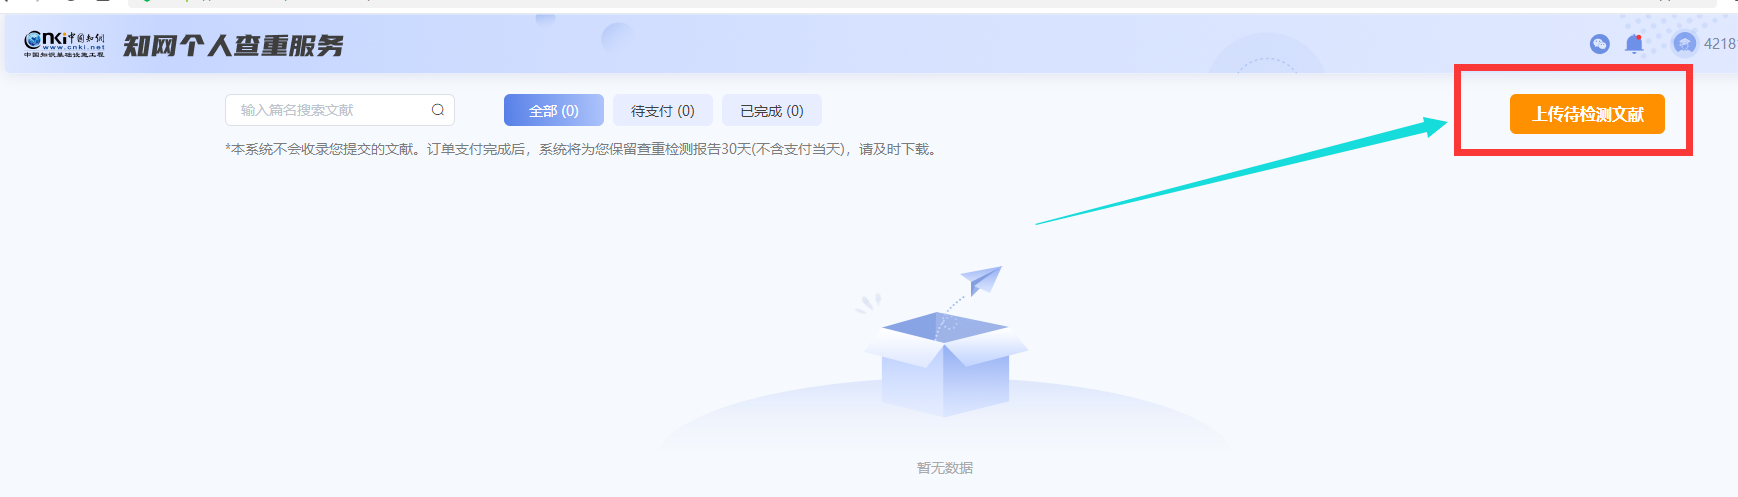 Cnki中国知网
www.cnki.net
中国知识基础设施工程
知网个人查重服务
4218
输入篇名搜索文献
全部 (0)
待支付 (0)
已完成 (0)
上传待检测文献
*本系统不会收录您提交的文献。订单支付完成后，系统将为您保留查重检测报告30天(不含支付当天)，请及时下载。
暂无数据